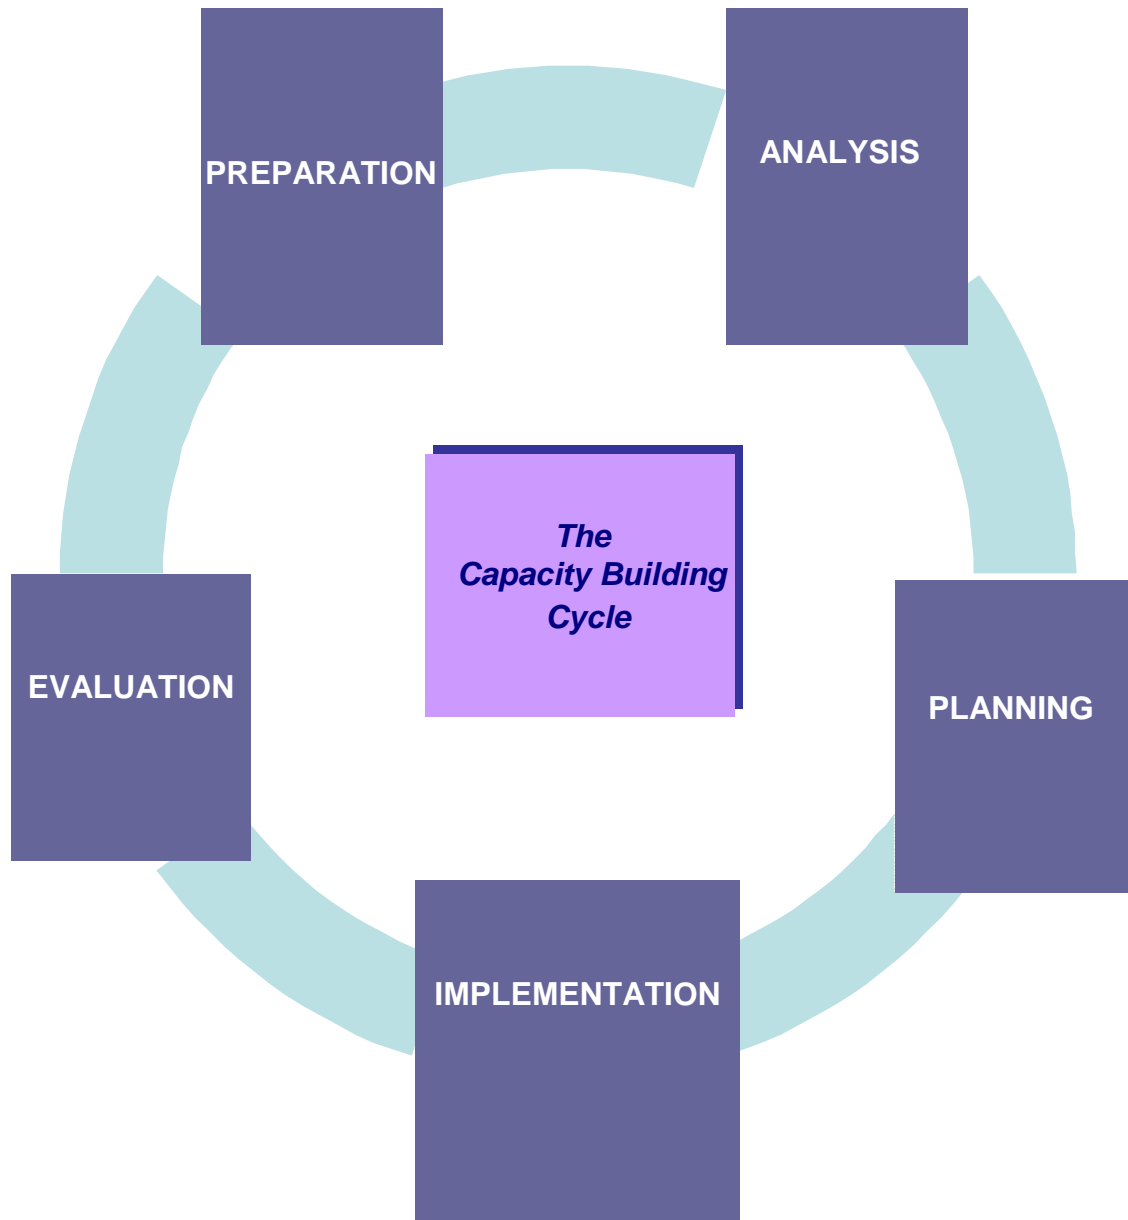 PREPARATION
ANALYSIS
The
Capacity Building
Cycle
EVALUATION
PLANNING
IMPLEMENTATION